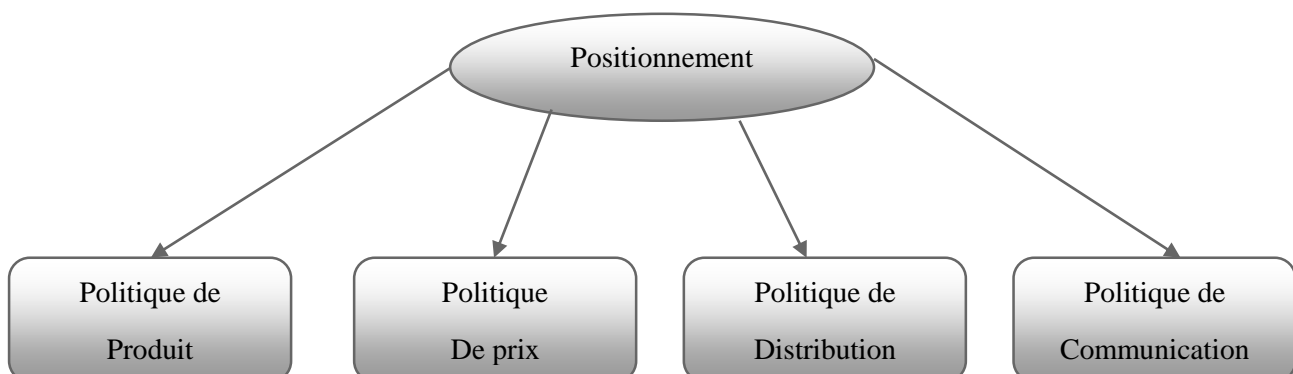 Positionnement
Politique de
Produit
Politique
De prix
Politique de
Distribution
Politique de
Communication